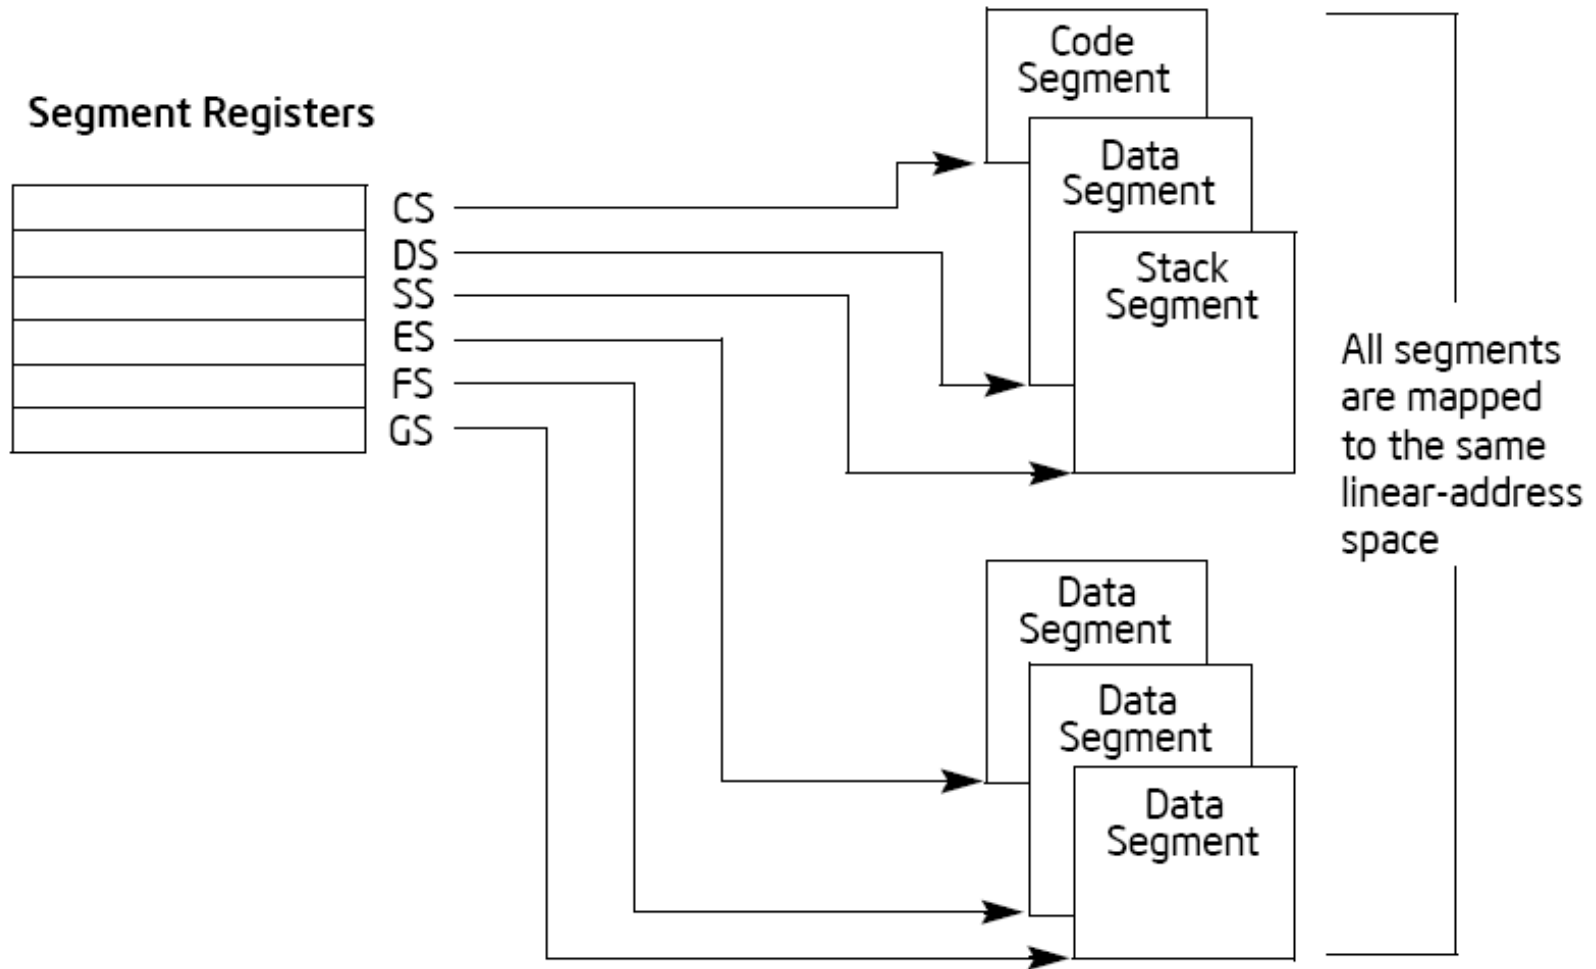 Segment Registers
CS
DS
SS
ES
FS
GS
Code
Segment
Data
Segment
Stack
Segment
Data
Segment
Data
Segment
Data
Segment
All segments
are mapped
to the same
linear-address
space